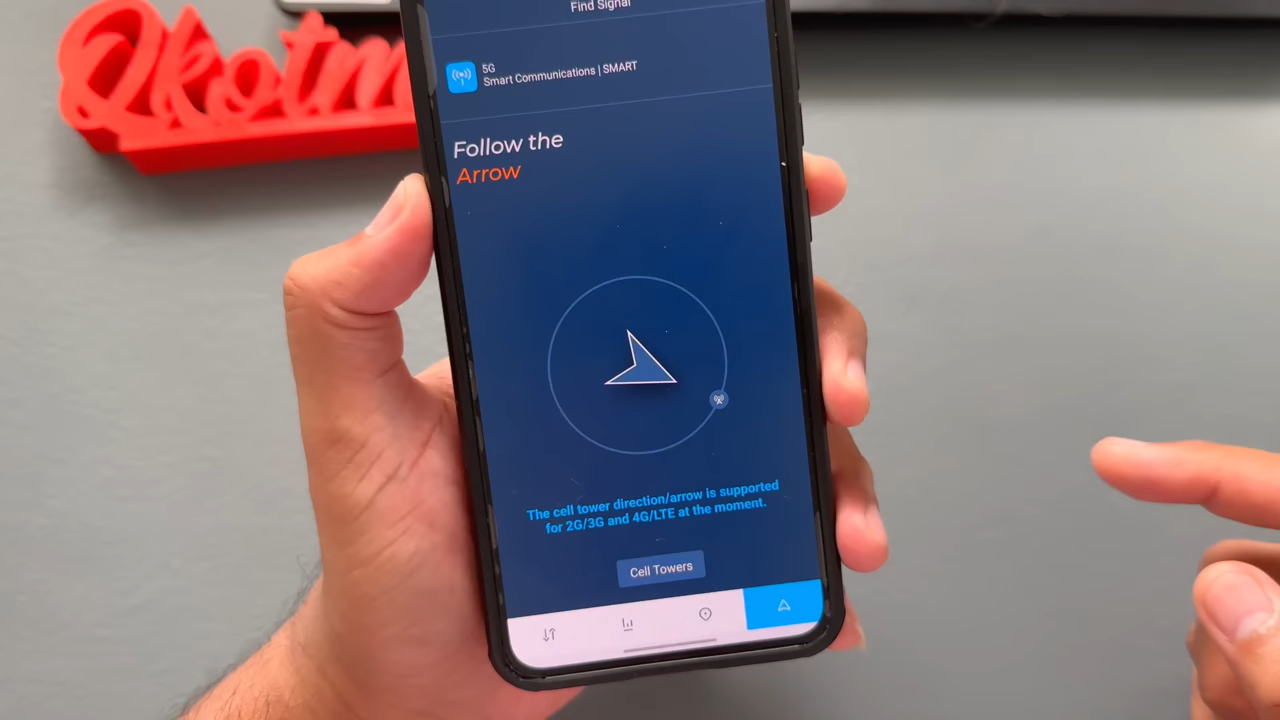 Find Signal
5G
Smart Communications | SMART
Follow the
Arrow
The cell tower direction/arrow is supported
for 2G/3G and 4G/LTE at the moment.
Cell Towers